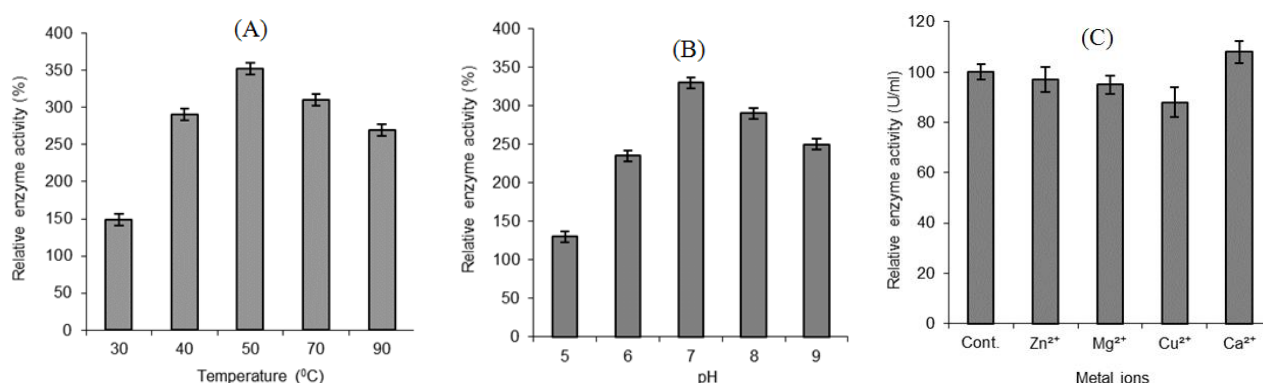 (A)
Relative enzyme activity (%)
400
350
300
250
200
150
100
50
0
30 40 50 70 90
Temperature (⁰C)
(B)
Relative enzyme activity (%)
400
350
300
250
200
150
100
50
0
5 6 7 8 9
pH
(C)
Relative enzyme activity (U/ml)
120
100
80
60
40
20
0
Cont. Zn²⁺ Mg²⁺ Cu²⁺ Ca²⁺
Metal ions